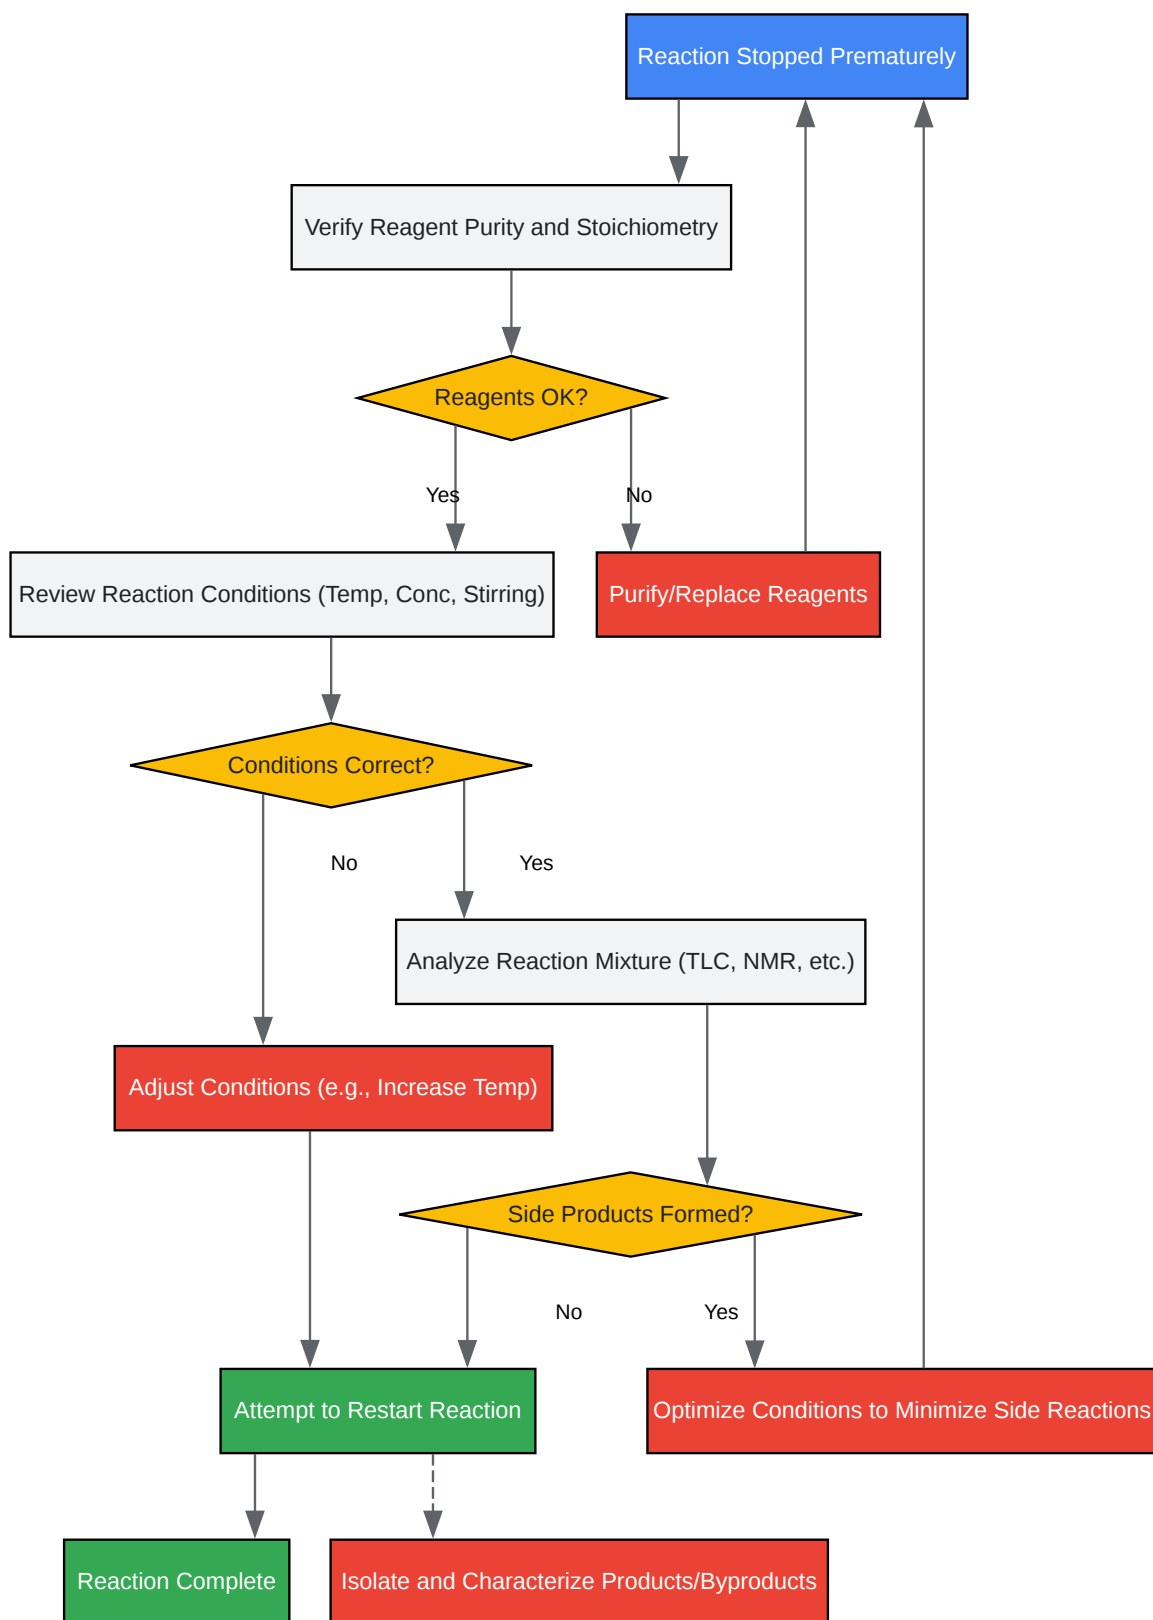 Reaction Stopped Prematurely
Verify Reagent Purity and Stoichiometry
Reagents OK?
Yes
No
Review Reaction Conditions (Temp, Conc, Stirring)
Purify/Replace Reagents
Conditions Correct?
No
Yes
Analyze Reaction Mixture (TLC, NMR, etc.)
Adjust Conditions (e.g., Increase Temp)
Side Products Formed?
No
Yes
Attempt to Restart Reaction
Optimize Conditions to Minimize Side Reactions
Reaction Complete
Isolate and Characterize Products/Byproducts